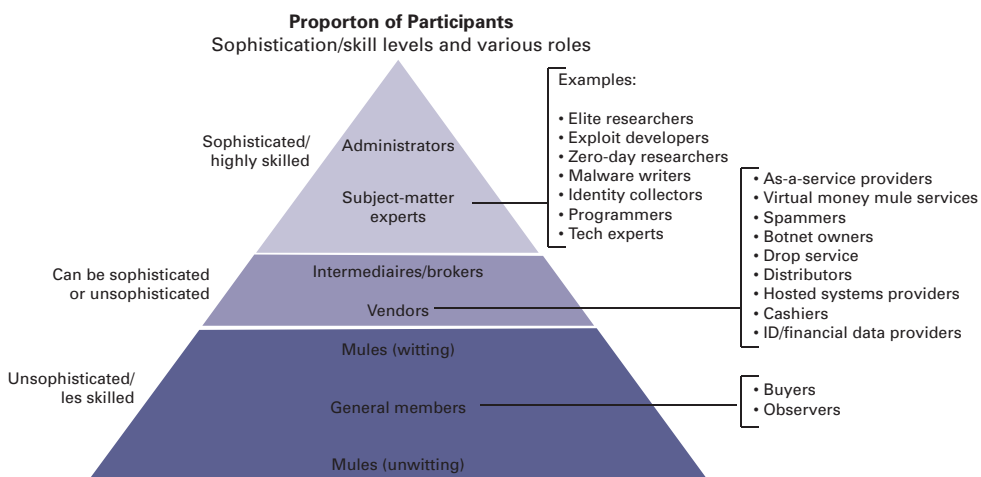 Proporton of Participants
Sophistication/skill levels and various roles
Sophisticated/
highly skilled
Administrators
Subject-matter
experts
Examples:
• Elite researchers
• Exploit developers
• Zero-day researchers
• Malware writers
• Identity collectors
• Programmers
• Tech experts
Can be sophisticated
or unsophisticated
Intermediaires/brokers
Vendors
• As-a-service providers
• Virtual money mule services
• Spammers
• Botnet owners
• Drop service
• Distributors
• Hosted systems providers
• Cashiers
• ID/financial data providers
Unsophisticated/
les skilled
Mules (witting)
General members
Mules (unwitting)
• Buyers
• Observers